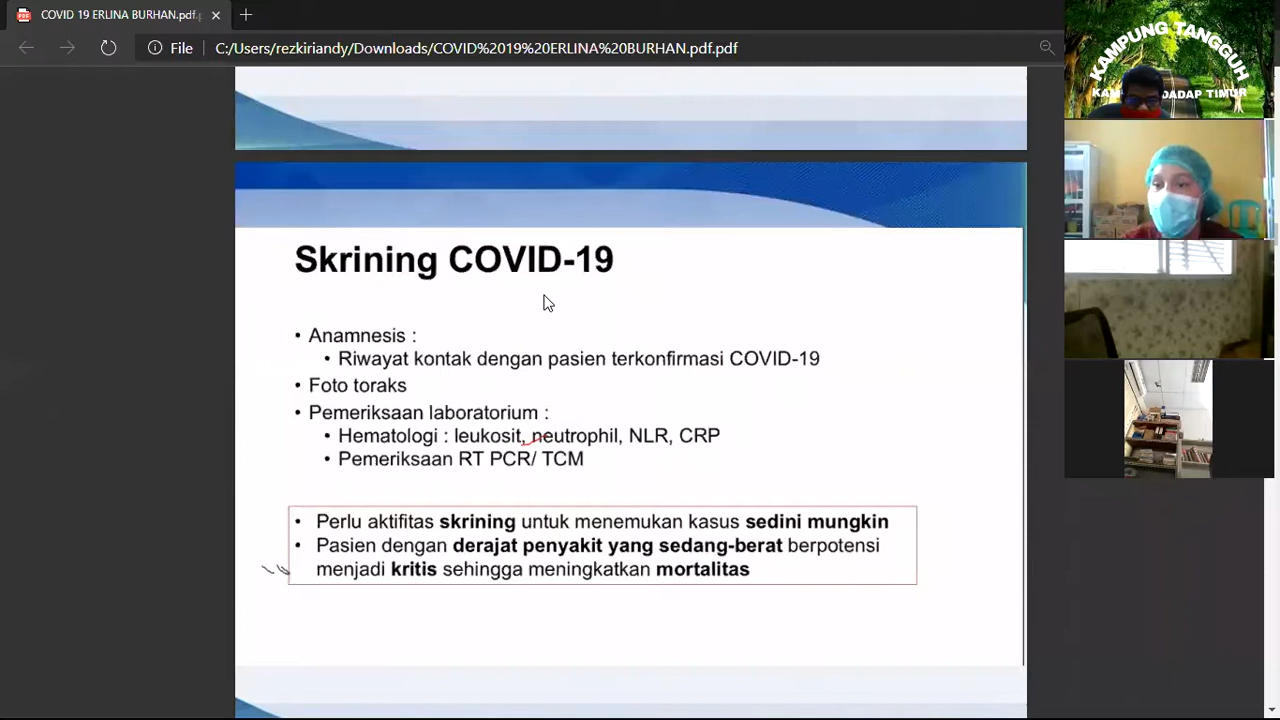 COVID 19 ERLINA BURHAN.pdf.
File
C:/Users/rezkiriandy/Downloads/COVID%2019%20ERLINA%20BURHAN.pdf.pdf
KAMPUNG TANGGUH
DADAP TIMUR
Skrining COVID-19
• Anamnesis :
• Riwayat kontak dengan pasien terkonfirmasi COVID-19
• Foto toraks
• Pemeriksaan laboratorium :
• Hematologi : leukosit, neutrophil, NLR, CRP
• Pemeriksaan RT PCR/ TCM
• Perlu aktifitas skrining untuk menemukan kasus sedini mungkin
• Pasien dengan derajat penyakit yang sedang-berat berpotensi
menjadi kritis sehingga meningkatkan mortalitas